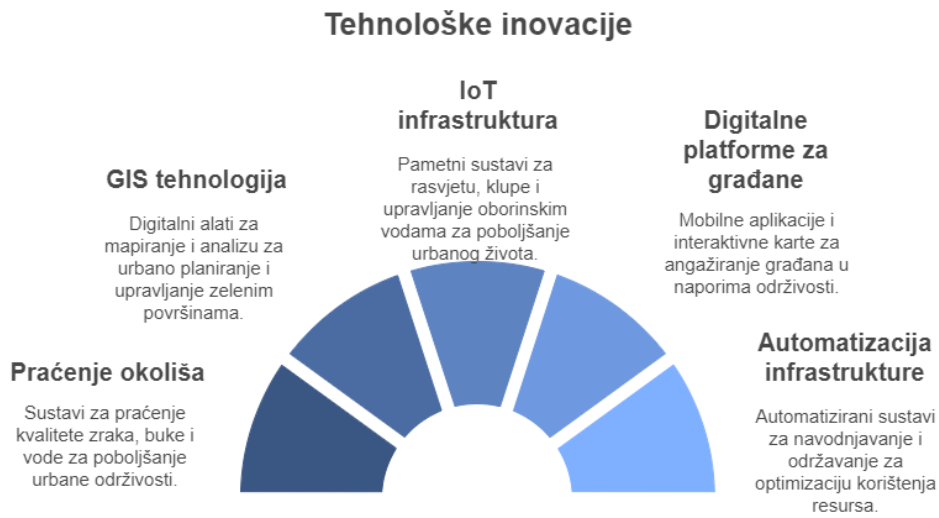 Tehnološke inovacije
IoT
infrastruktura
Pametni sustavi za
rasvjetu, klupe i
upravljanje oborinskim
vodama za poboljšanje
urbanog života.
Digitalne
platforme za
građane
Mobilne aplikacije i
interaktivne karte za
angažiranje građana u
naporima održivosti.
GIS tehnologija
Digitalni alati za
mapiranje i analizu za
urbano planiranje i
upravljanje zelenim
površinama.
Praćenje okoliša
Sustavi za praćenje
kvalitete zraka, buke i
vode za poboljšanje
urbane održivosti.
Automatizacija
infrastrukture
Automatizirani sustavi
za navodnjavanje i
održavanje za
optimizaciju korištenja
resursa.